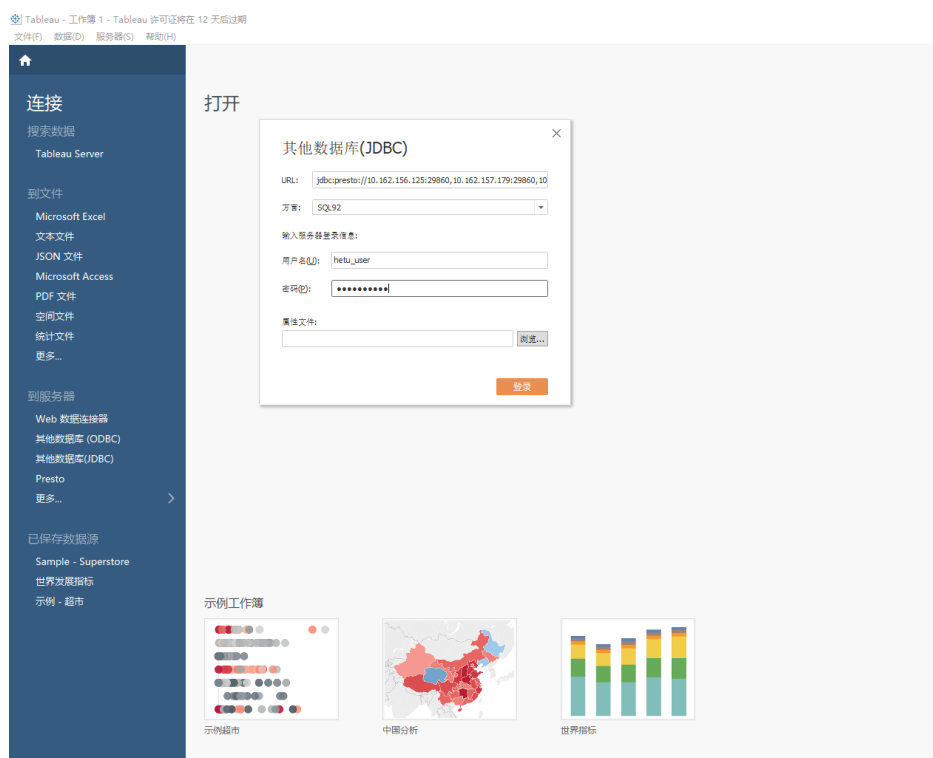 Tableau - 工作簿 1 - Tableau 许可证将在 12 天后过期
文件(F) 数据(D) 服务器(S) 帮助(H)
连接
搜索数据
Tableau Server
到文件
Microsoft Excel
文本文件
JSON 文件
Microsoft Access
PDF 文件
空间文件
统计文件
更多...
到服务器
Web 数据连接器
其他数据库 (ODBC)
其他数据库(JDBC)
Presto
更多...
已保存数据源
Sample - Superstore
世界发展指标
示例 - 超市
打开
其他数据库(JDBC)
URL: jdbc:presto://10.162.156.125:29860,10.162.157.179:29860,10
方言: SQL92
输入服务器登录信息:
用户名(U): hetu_user
密码(P): ●●●●●●●●●●
属性文件:
浏览...
登录
示例工作簿
示例超市
中国分析
世界指标